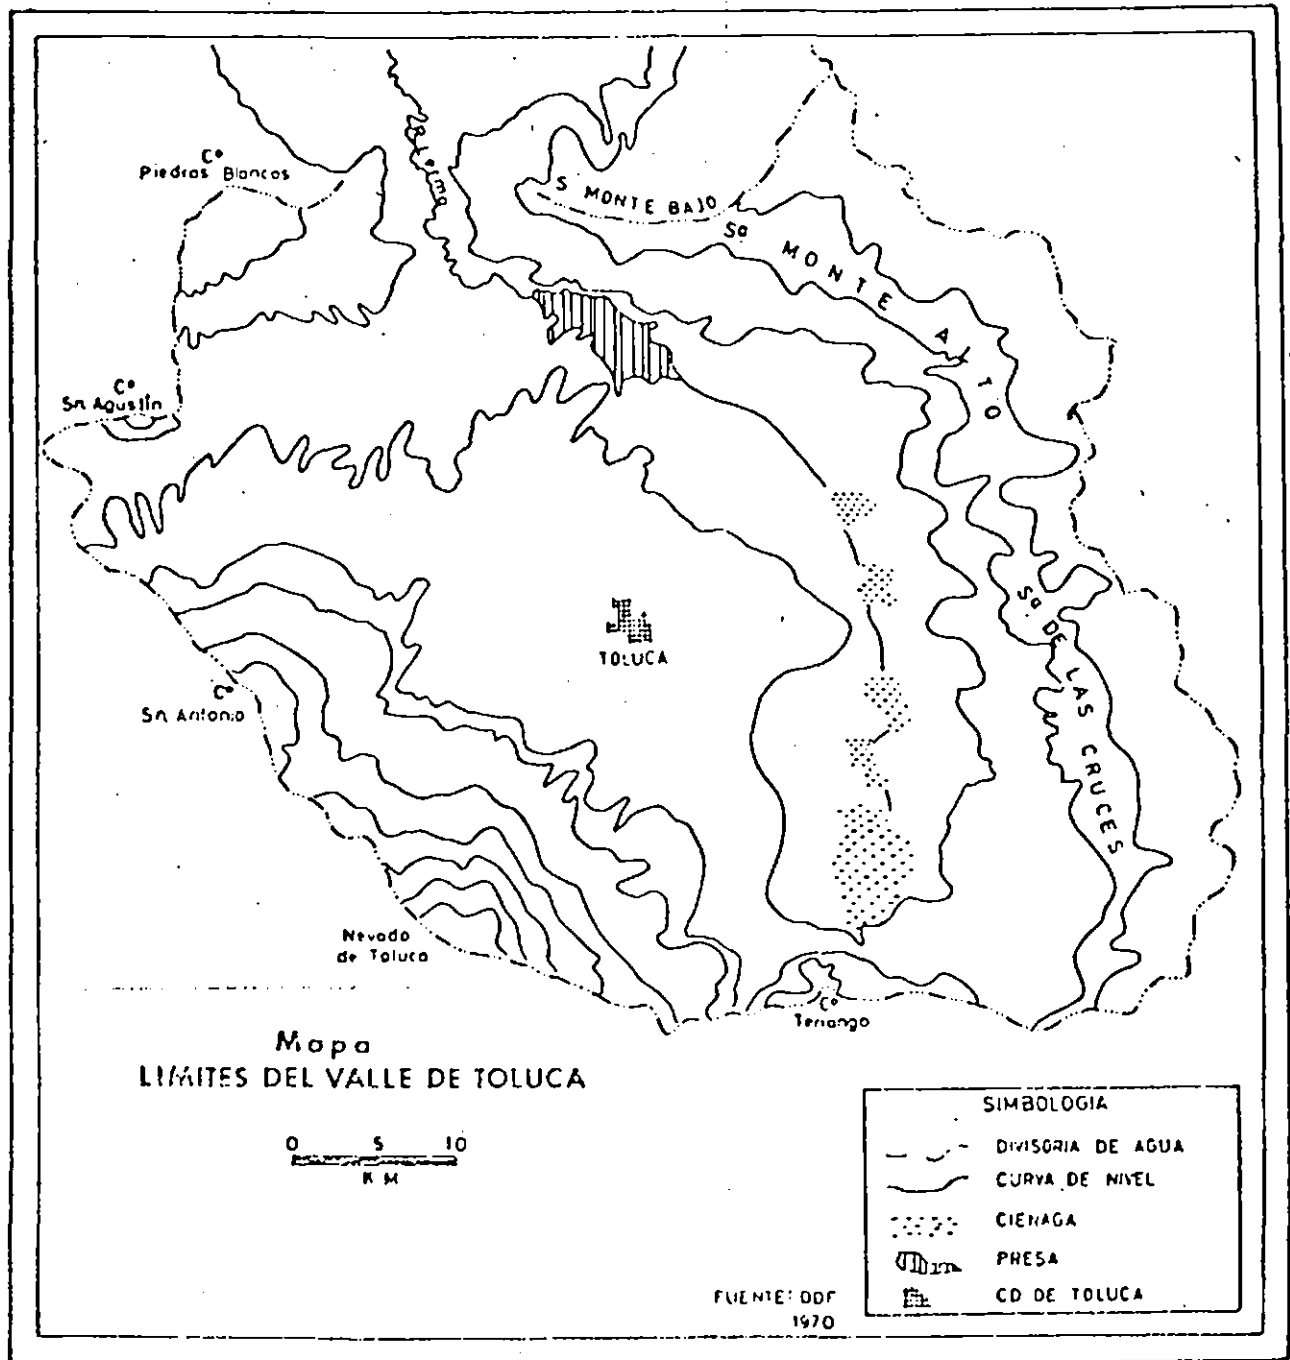 Cº
Piedras Blancas
R. Lerma
S. MONTE BAJO
Sª MONTE ALTO
Cº
Sn. Agustín
Sª DE LAS CRUCES
TOLUCA
Cº
Sn. Antonio
Nevado
de Toluca
Cº
Tenango
Mapa
LIMITES DEL VALLE DE TOLUCA
0 5 10
KM
SIMBOLOGIA
DIVISORIA DE AGUA
CURVA DE NIVEL
CIENAGA
PRESA
CD DE TOLUCA
FUENTE: DDF
1970